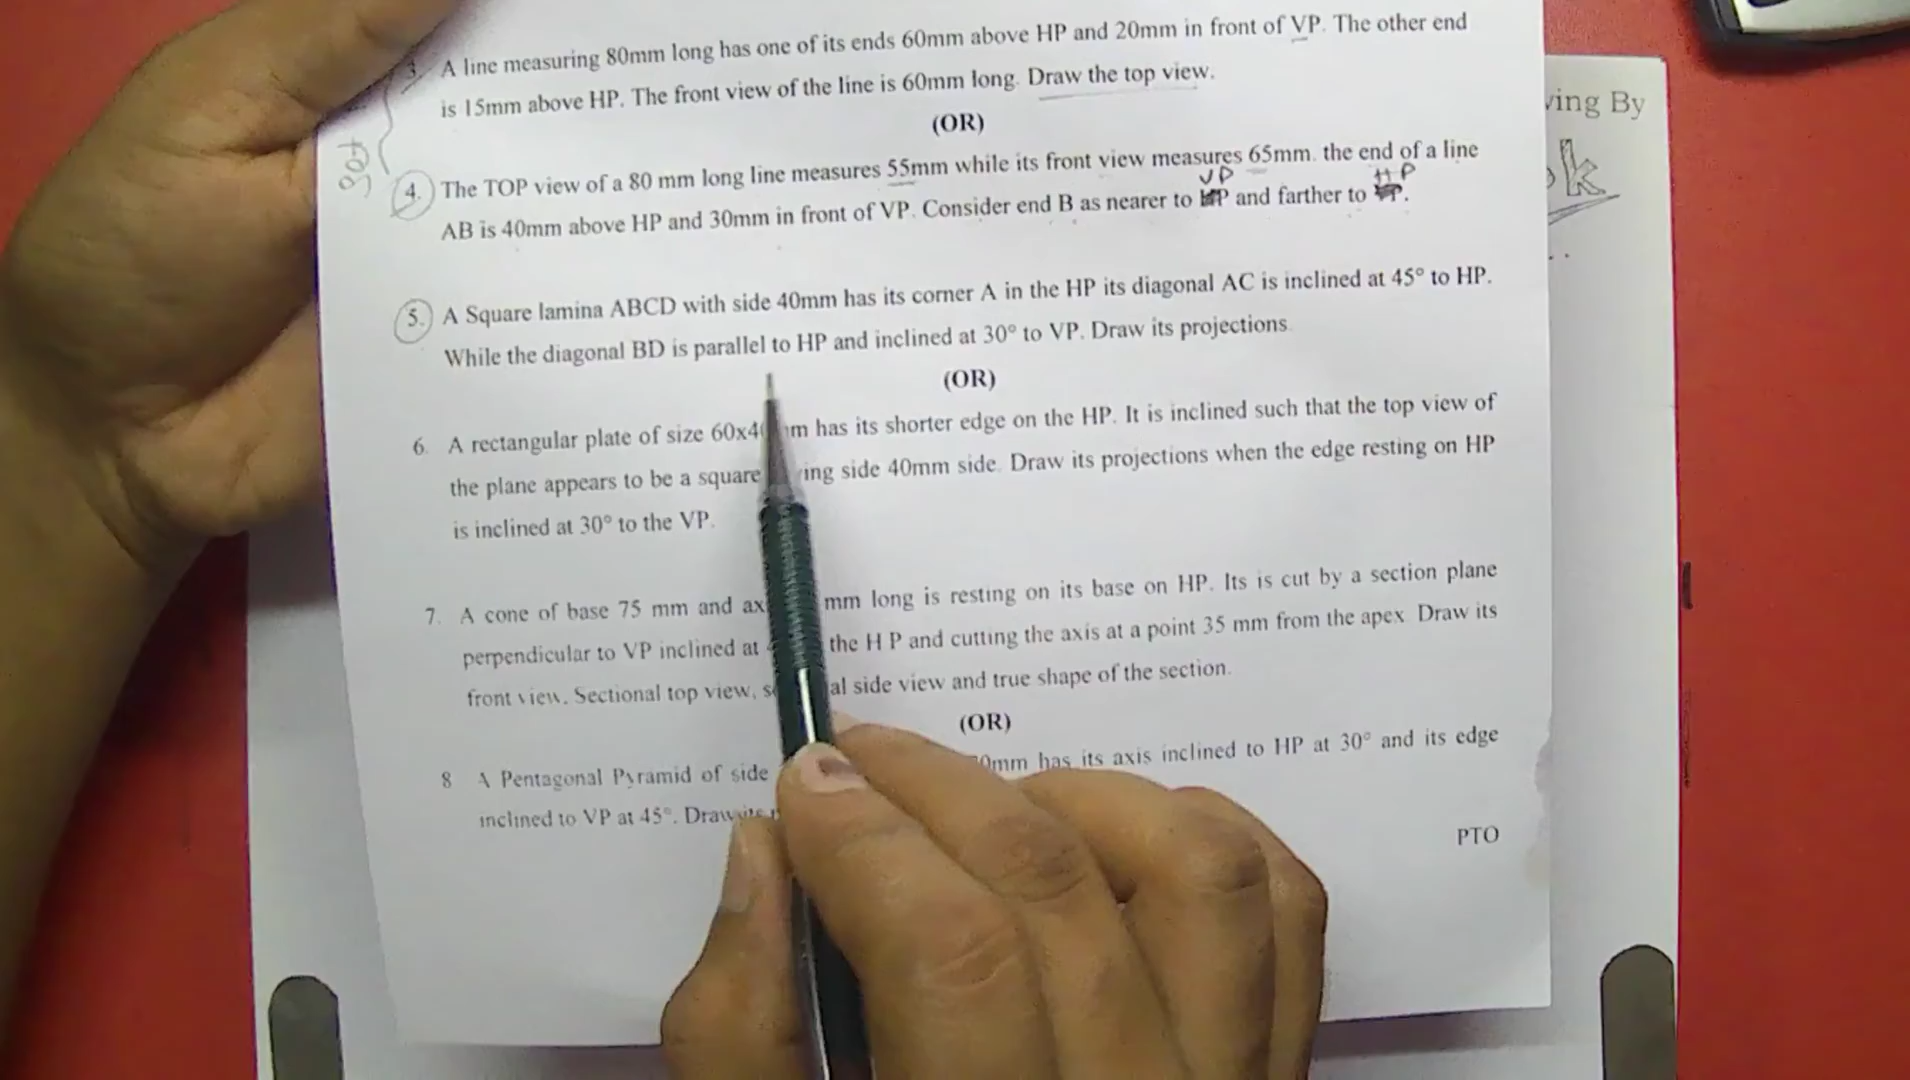 3. A line measuring 80mm long has one of its ends 60mm above HP and 20mm in front of VP. The other end
is 15mm above HP. The front view of the line is 60mm long. Draw the top view.
(OR)
4. The TOP view of a 80 mm long line measures 55mm while its front view measures 65mm. the end of a line
VP HP
AB is 40mm above HP and 30mm in front of VP. Consider end B as nearer to and farther to
5. A Square lamina ABCD with side 40mm has its corner A in the HP its diagonal AC is inclined at 45° to HP.
While the diagonal BD is parallel to HP and inclined at 30° to VP. Draw its projections.
(OR)
6. A rectangular plate of size 60x4 m has its shorter edge on the HP. It is inclined such that the top view of
the plane appears to be a square ing side 40mm side. Draw its projections when the edge resting on HP
is inclined at 30° to the VP.
7. A cone of base 75 mm and ax mm long is resting on its base on HP. Its is cut by a section plane
perpendicular to VP inclined at the H P and cutting the axis at a point 35 mm from the apex. Draw its
front view. Sectional top view, s al side view and true shape of the section.
(OR)
8 A Pentagonal Pyramid of side 0mm has its axis inclined to HP at 30° and its edge
inclined to VP at 45°. Draw its
PTO
ving By